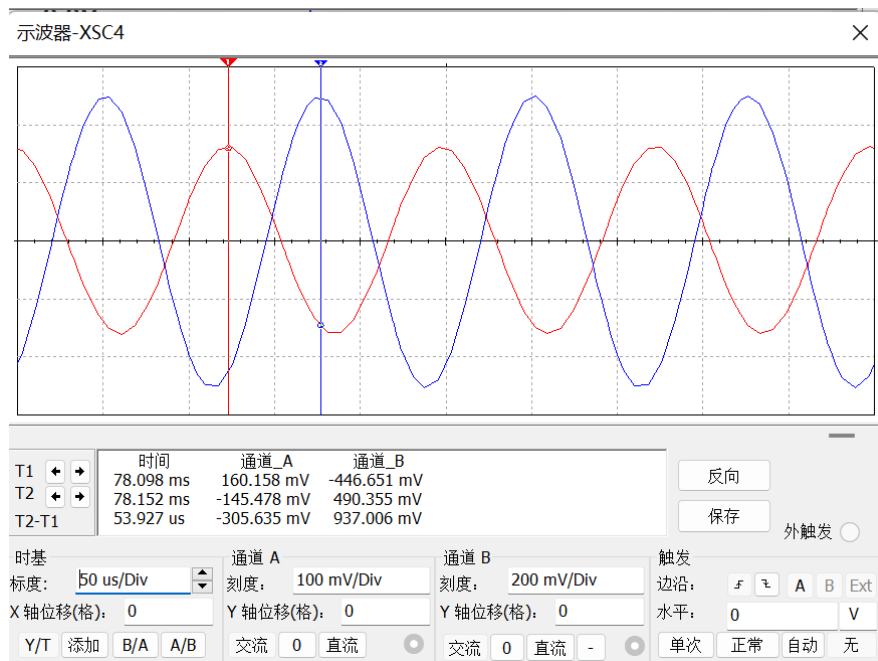 示波器-XSC4
1 2
时间 通道_A 通道_B
T1 78.098 ms 160.158 mV -446.651 mV
T2 78.152 ms -145.478 mV 490.355 mV
T2-T1 53.927 us -305.635 mV 937.006 mV
反向
保存
外触发
时基 通道 A 通道 B 触发
标度: 50 us/Div 刻度: 100 mV/Div 刻度: 200 mV/Div 边沿: A B Ext
X 轴位移(格): 0 Y 轴位移(格): 0 Y 轴位移(格): 0 水平: 0 V
Y/T 添加 B/A A/B 交流 0 直流 交流 0 直流 - 单次 正常 自动 无